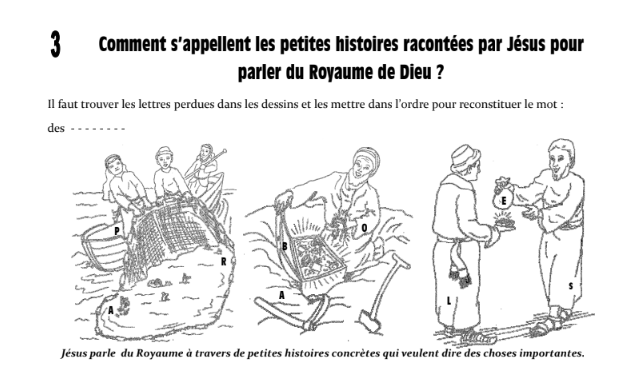 3
Comment s'appellent les petites histoires racontées par Jésus pour
parler du Royaume de Dieu ?
Il faut trouver les lettres perdues dans les dessins et les mettre dans l'ordre pour reconstituer le mot :
des - - - - - - - -
P
R
A
B
O
A
E
L
S
Jésus parle du Royaume à travers de petites histoires concrètes qui veulent dire des choses importantes.